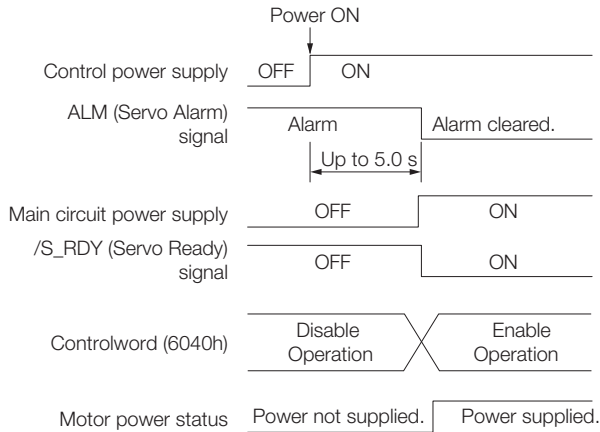 Power ON
Control power supply
OFF
ON
ALM (Servo Alarm)
signal
Alarm
Alarm cleared.
Up to 5.0 s
Main circuit power supply
OFF
ON
/S_RDY (Servo Ready)
signal
OFF
ON
Controlword (6040h)
Disable
Operation
Enable
Operation
Motor power status
Power not supplied.
Power supplied.